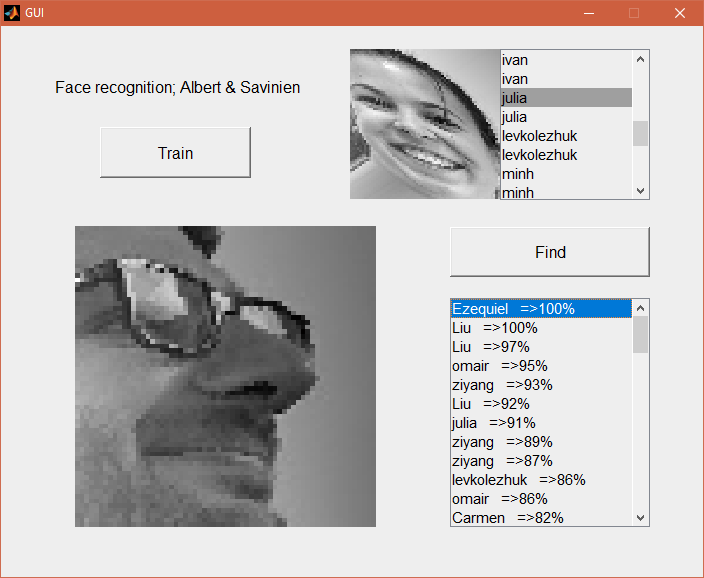 GUI
Face recognition; Albert & Savinien
Train
ivan
ivan
julia
julia
levkolezhuk
levkolezhuk
minh
minh
Find
Ezequiel =>100%
Liu =>100%
Liu =>97%
omair =>95%
ziyang =>93%
Liu =>92%
julia =>91%
ziyang =>89%
ziyang =>87%
levkolezhuk =>86%
omair =>86%
Carmen =>82%